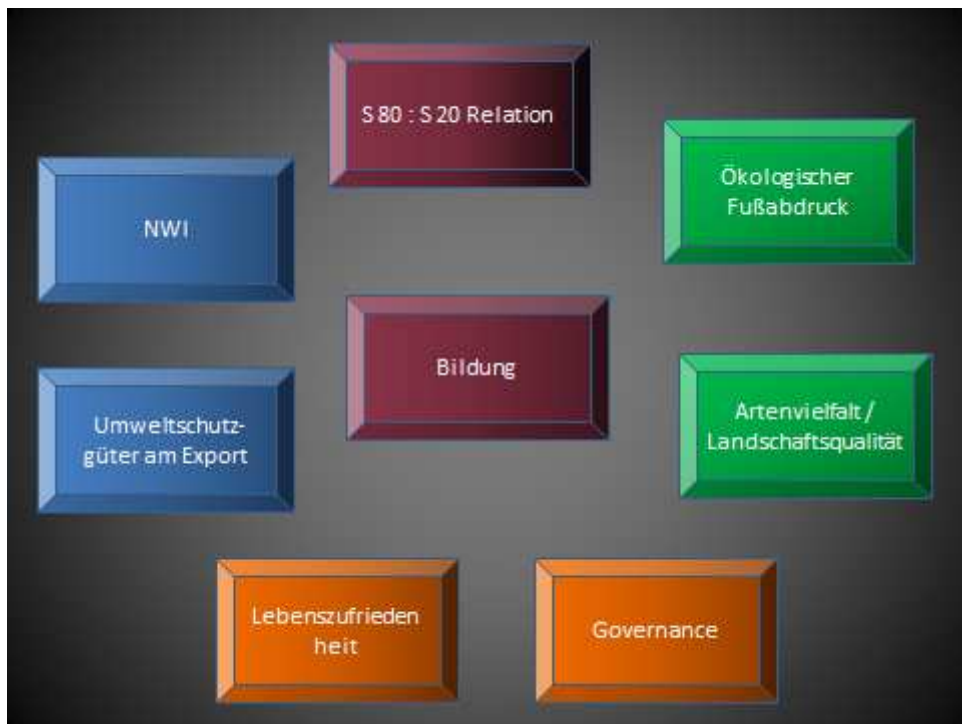 S 80 : S 20 Relation
Ökologischer
Fußabdruck
NWI
Bildung
Artenvielfalt /
Landschaftsqualität
Umweltschutz-
güter am Export
Lebenszufrieden
heit
Governance